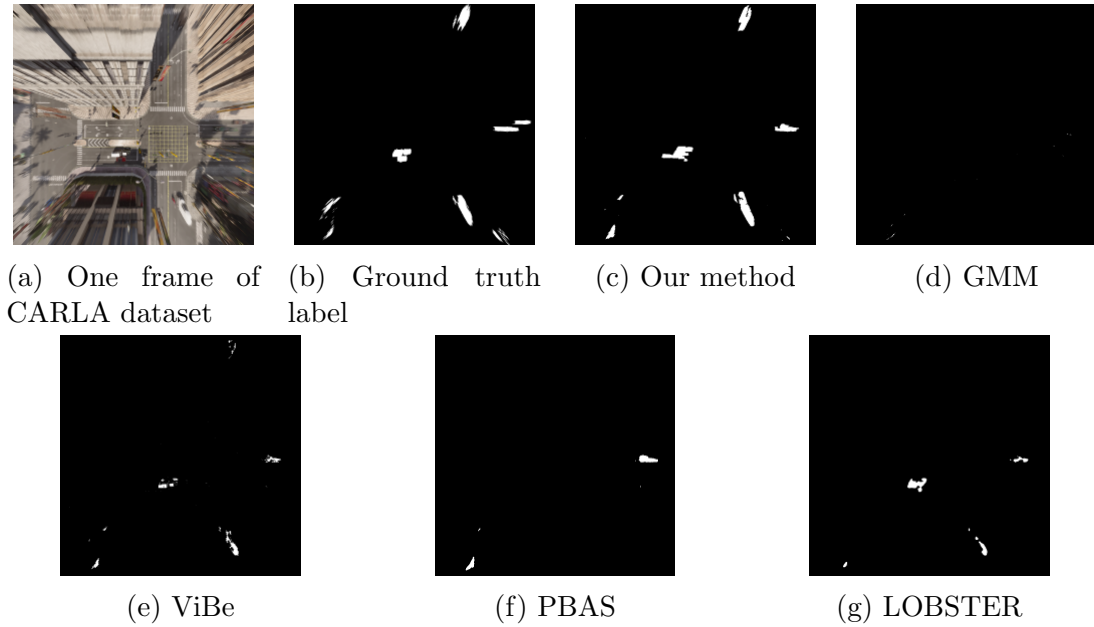 (a) One frame of
CARLA dataset
(b) Ground truth
label
(c) Our method
(d) GMM
(e) ViBe
(f) PBAS
(g) LOBSTER